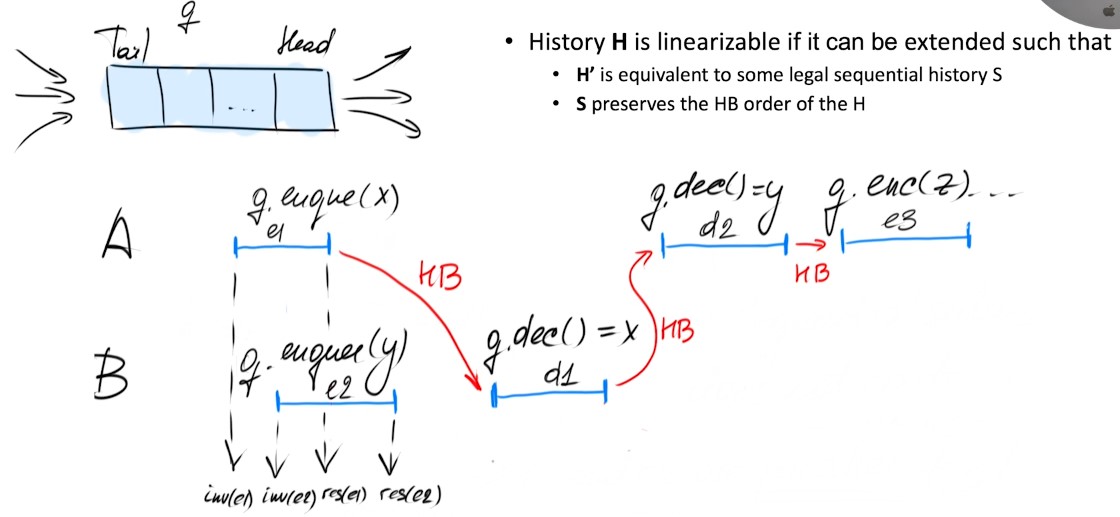 q
Tail Head
• History H is linearizable if it can be extended such that
• H’ is equivalent to some legal sequential history S
• S preserves the HB order of the H
A
q.enque(x)
e1
HB
q.deq()=y
d2
HB
q.enc(z)...
e3
B
q.enquee(y)
e2
q.deq()=x
d1
HB
inv(e1) inv(e2) res(e1) res(e2)
...